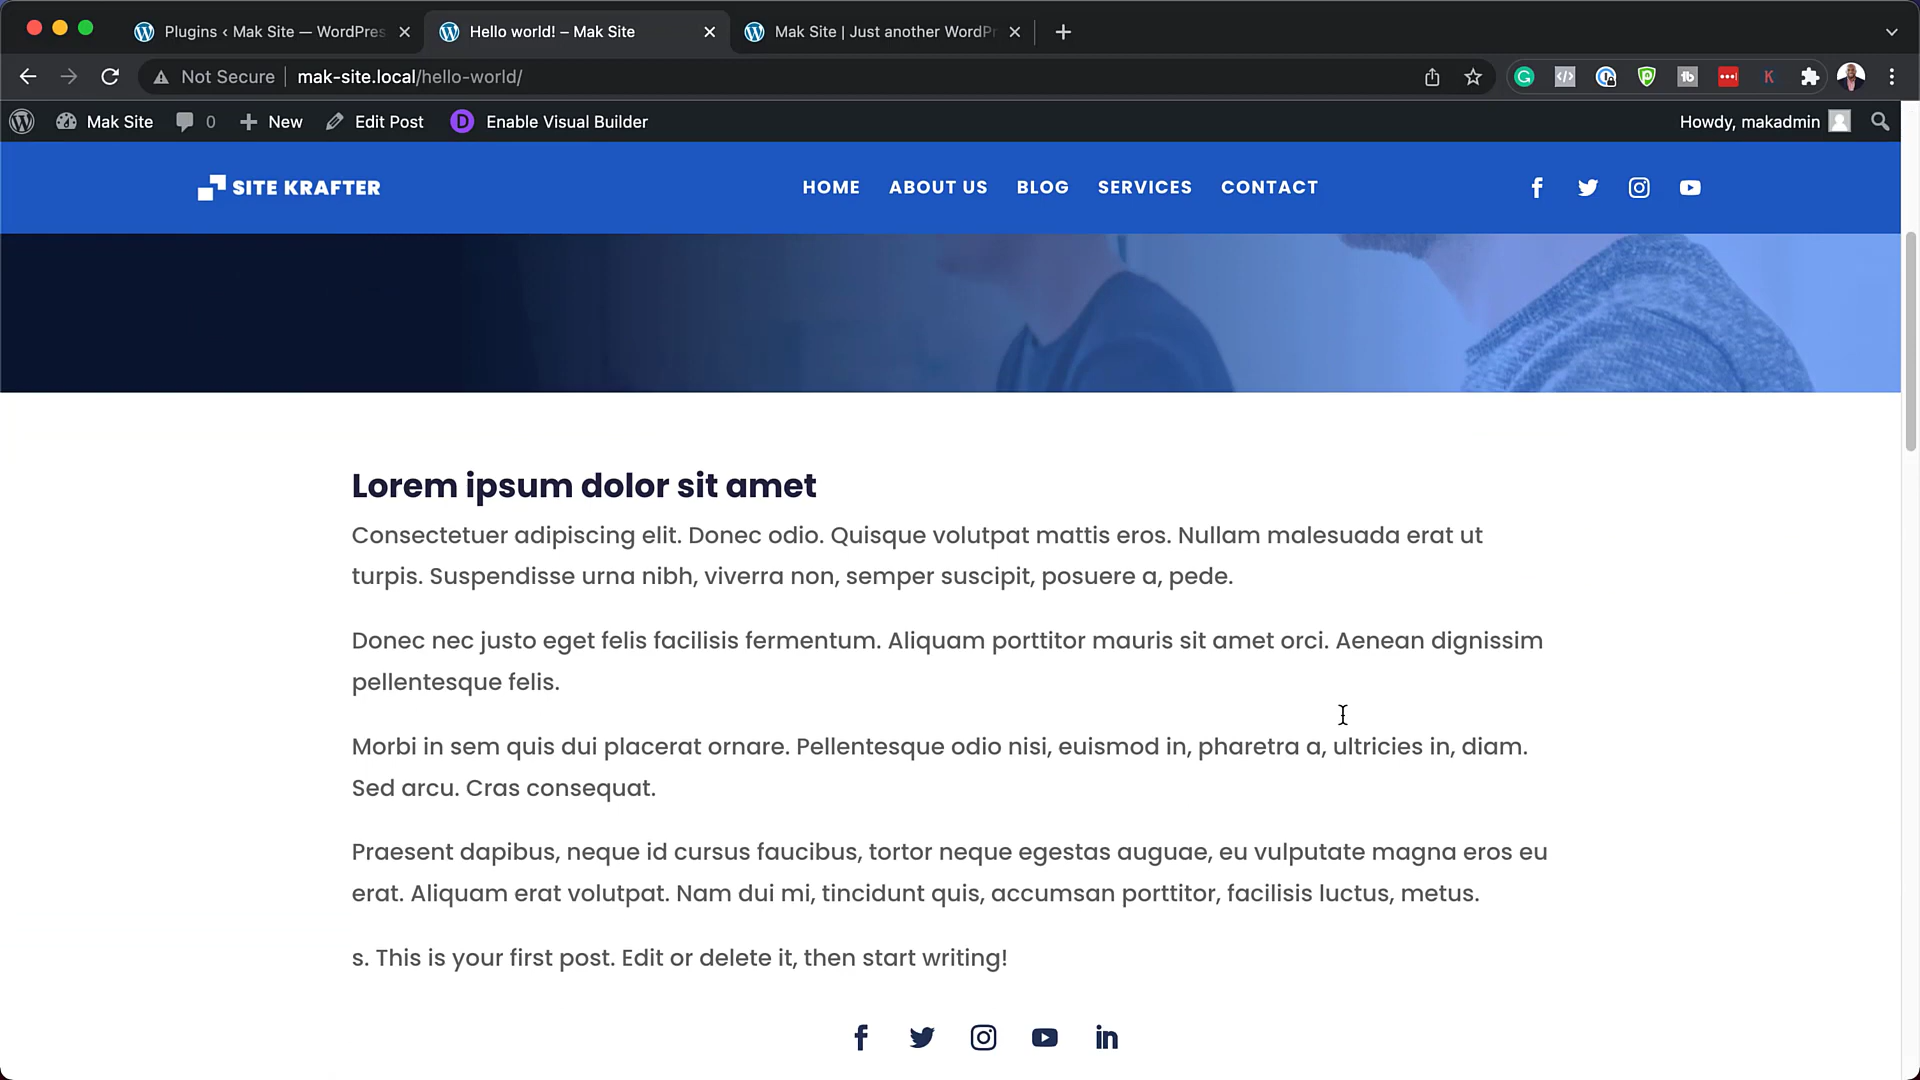 Plugins ‹ Mak Site — WordPres
Hello world! – Mak Site
Mak Site | Just another WordPr
Not Secure
mak-site.local/hello-world/
Mak Site
0
New
Edit Post
D
Enable Visual Builder
Howdy, makadmin
SITE KRAFTER
HOME
ABOUT US
BLOG
SERVICES
CONTACT
Lorem ipsum dolor sit amet
Consectetuer adipiscing elit. Donec odio. Quisque volutpat mattis eros. Nullam malesuada erat ut
turpis. Suspendisse urna nibh, viverra non, semper suscipit, posuere a, pede.
Donec nec justo eget felis facilisis fermentum. Aliquam porttitor mauris sit amet orci. Aenean dignissim
pellentesque felis.
Morbi in sem quis dui placerat ornare. Pellentesque odio nisi, euismod in, pharetra a, ultricies in, diam.
Sed arcu. Cras consequat.
Praesent dapibus, neque id cursus faucibus, tortor neque egestas auguae, eu vulputate magna eros eu
erat. Aliquam erat volutpat. Nam dui mi, tincidunt quis, accumsan porttitor, facilisis luctus, metus.
s. This is your first post. Edit or delete it, then start writing!